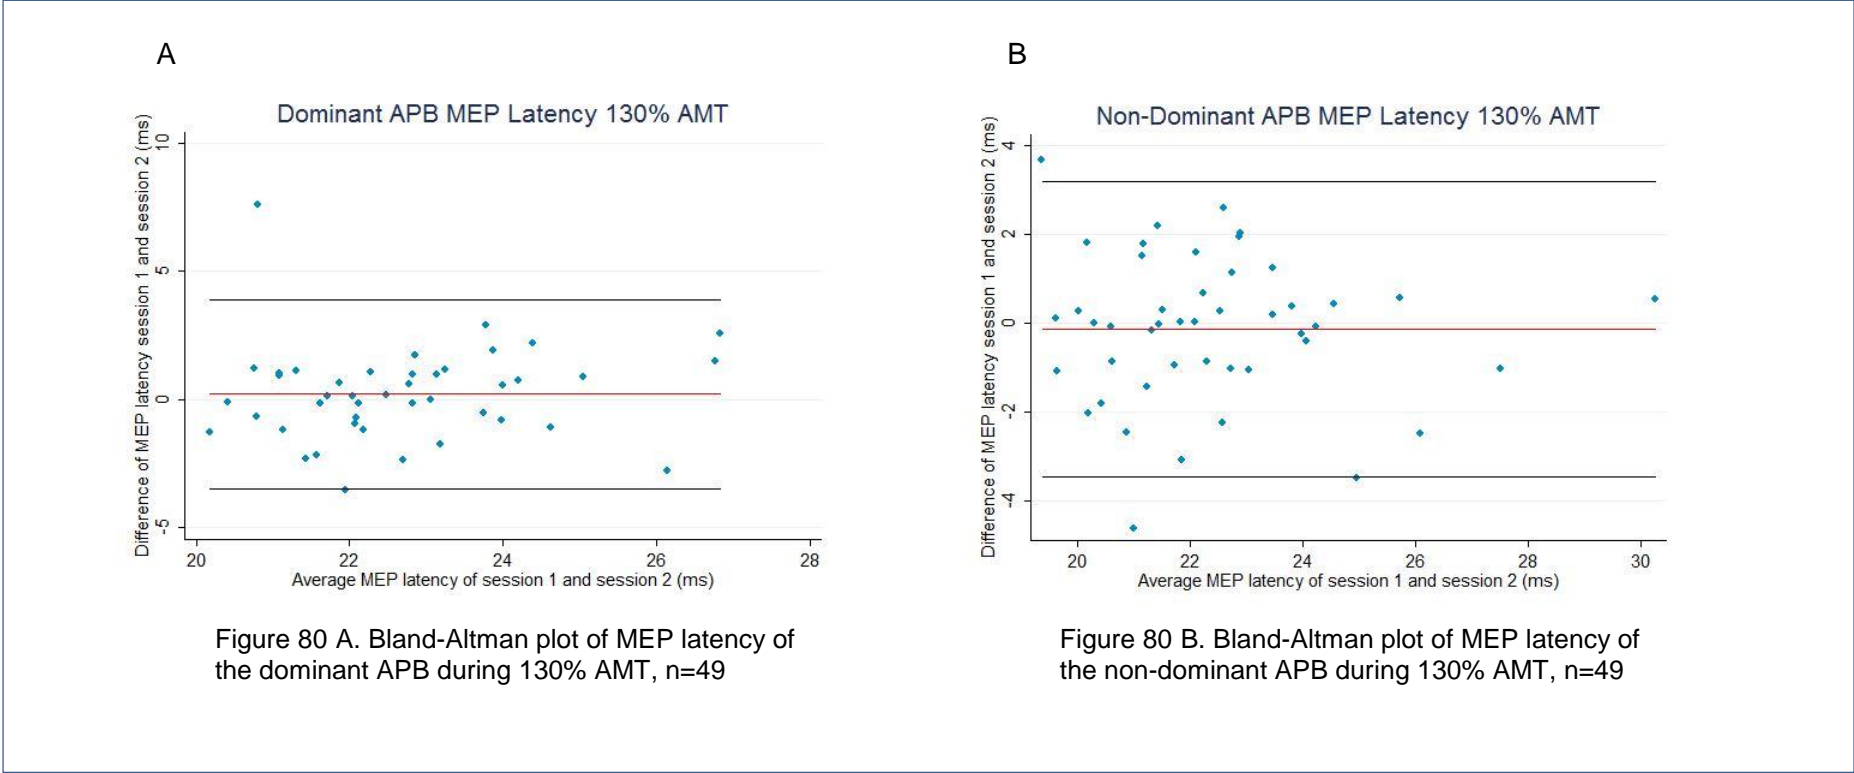 A
Dominant APB MEP Latency 130% AMT
Difference of MEP latency session 1 and session 2 (ms)
10
5
0
-5
20 22 24 26 28
Average MEP latency of session 1 and session 2 (ms)
Figure 80 A. Bland-Altman plot of MEP latency of
the dominant APB during 130% AMT, n=49
B
Non-Dominant APB MEP Latency 130% AMT
Difference of MEP latency session 1 and session 2 (ms)
4
2
0
-2
-4
20 22 24 26 28 30
Average MEP latency of session 1 and session 2 (ms)
Figure 80 B. Bland-Altman plot of MEP latency of
the non-dominant APB during 130% AMT, n=49